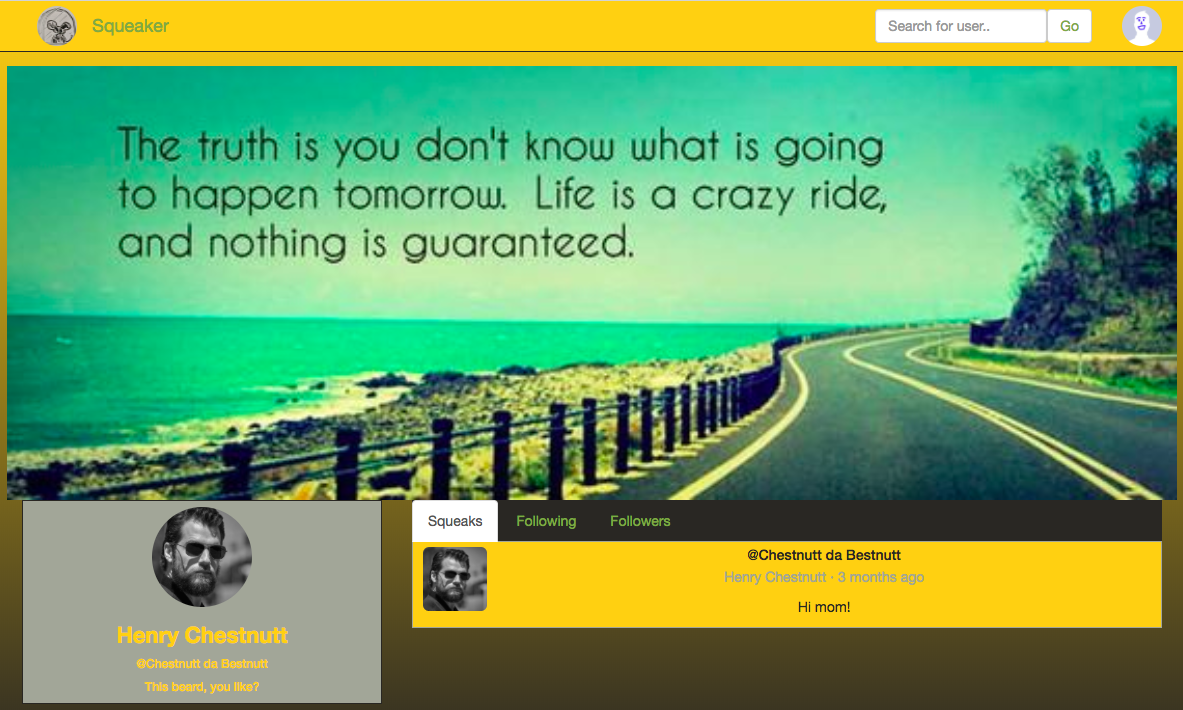 Squeaker
Search for user..
Go
The truth is you don't know what is going
to happen tomorrow. Life is a crazy ride,
and nothing is guaranteed.
Henry Chestnutt
@Chestnutt da Bestnutt
This beard, you like?
Squeaks
Following
Followers
@Chestnutt da Bestnutt
Henry Chestnutt · 3 months ago
Hi mom!